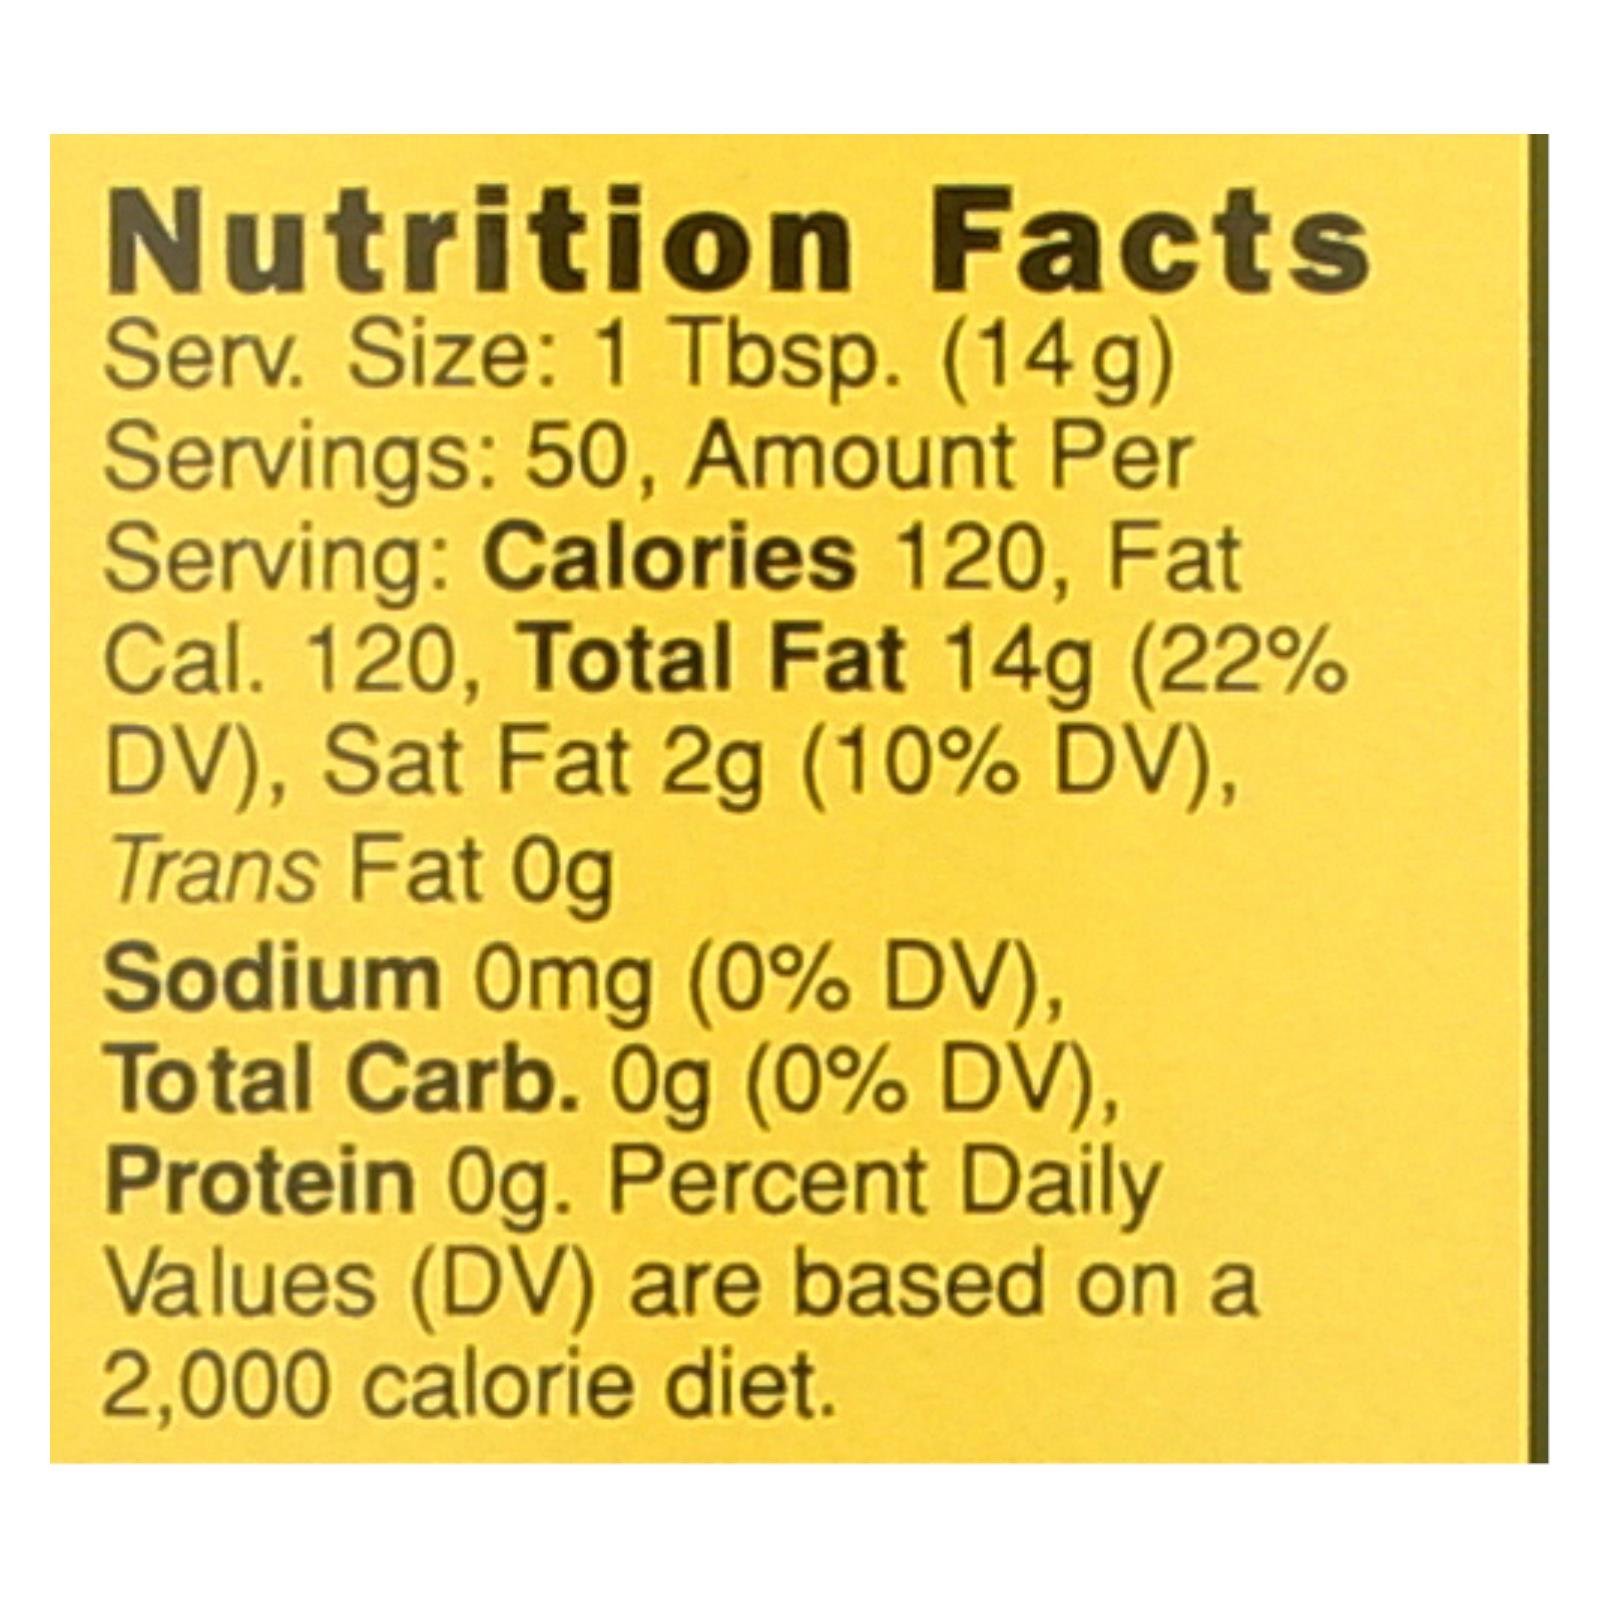 Nutrition Facts
Serv. Size: 1 Tbsp. (14 g)
Servings: 50, Amount Per
Serving: Calories 120, Fat
Cal. 120, Total Fat 14g (22%
DV), Sat Fat 2g (10% DV),
Trans Fat 0g
Sodium 0mg (0% DV),
Total Carb. 0g (0% DV),
Protein 0g. Percent Daily
Values (DV) are based on a
2,000 calorie diet.